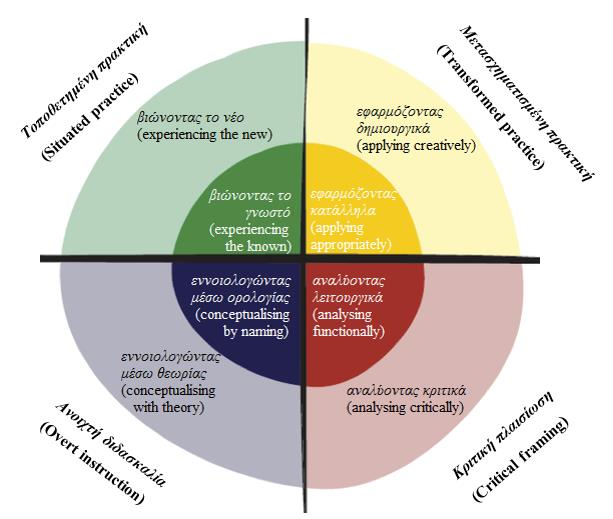 Τοποθετημένη πρακτική
(Situated practice)
Μετασχηματισμένη πρακτική
(Transformed practice)
βιώνοντας το νέο
(experiencing the new)
εφαρμόζοντας
δημιουργικά
(applying creatively)
βιώνοντας το
γνωστό
(experiencing
the known)
εφαρμόζοντας
κατάλληλα
(applying
appropriately)
εννοιολογώντας
μέσω ορολογίας
(conceptualising
by naming)
αναλύοντας
λειτουργικά
(analysing
functionally)
εννοιολογώντας
μέσω θεωρίας
(conceptualising
with theory)
αναλύοντας κριτικά
(analysing critically)
Ανοιχτή διδασκαλία
(Overt instruction)
Κριτική πλαισίωση
(Critical framing)